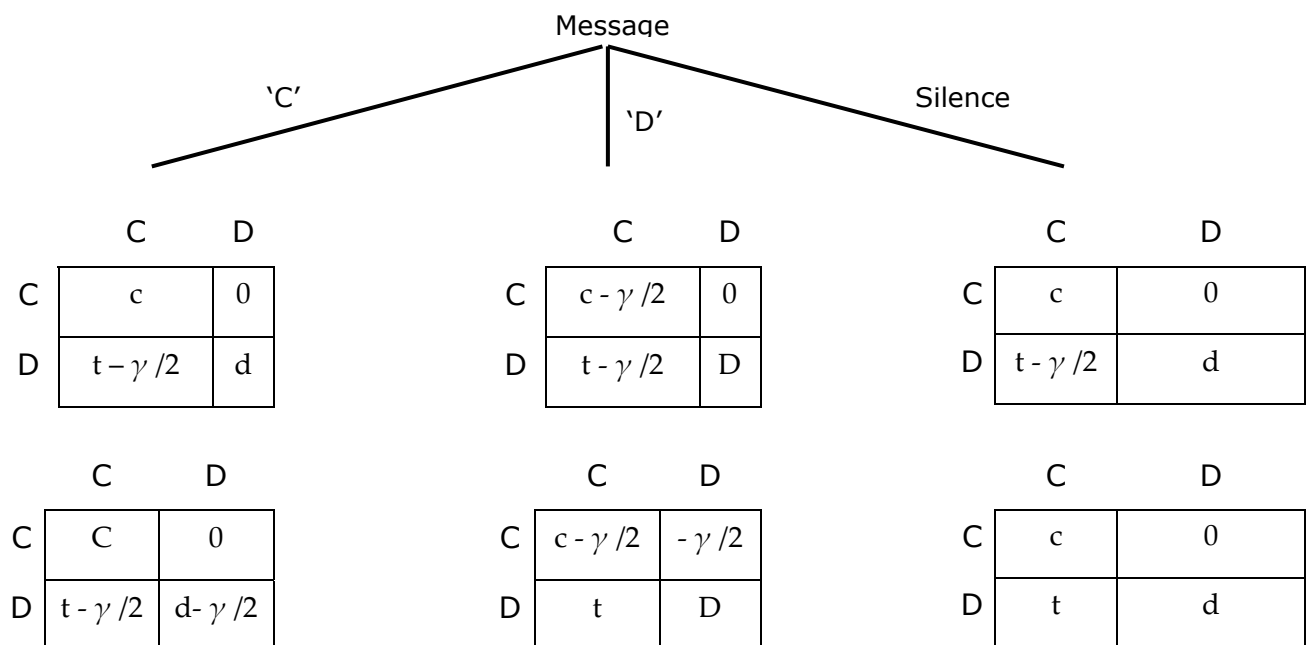 Message
‘C’ ‘D’ Silence
C D C D C D
C c 0 C c - γ /2 0 C c 0
D t – γ /2 d D t - γ /2 D D t - γ /2 d
C D C D C D
C C 0 C c - γ /2 - γ /2 C c 0
D t - γ /2 d- γ /2 D t D D t d